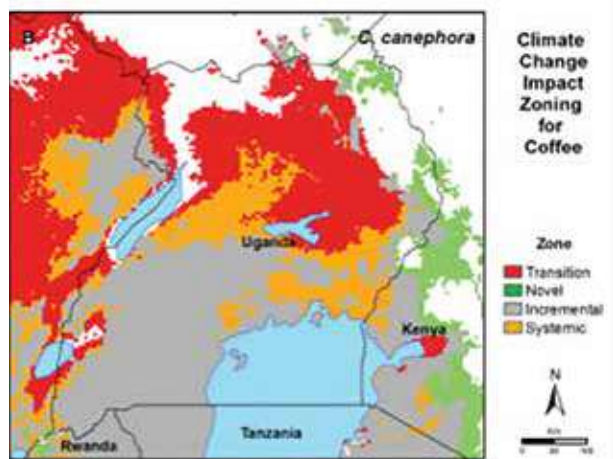 B
C. canephora
Climate
Change
Impact
Zoning
for
Coffee
Uganda
Zone
Transition
Novel
Incremental
Systemic
Kenya
N
Rwanda
Tanzania